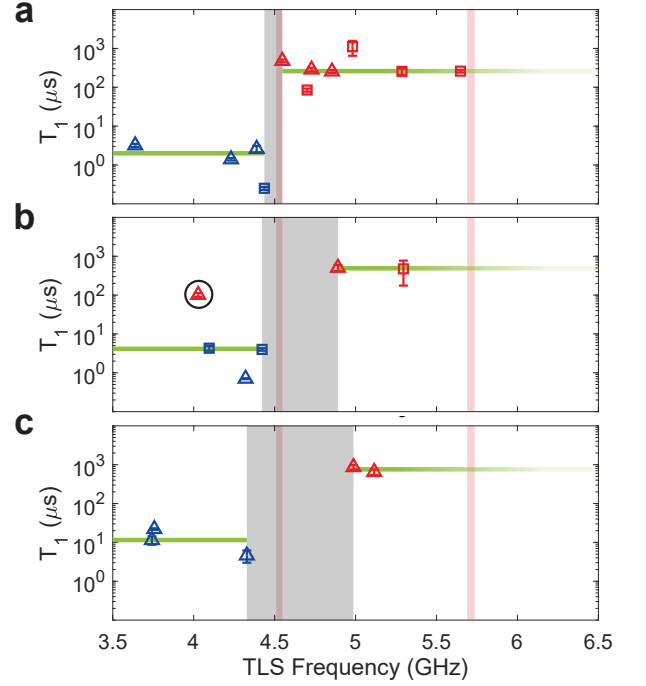 a
10³
10²
10¹
10⁰
T₁ (μs)
b
10³
10²
10¹
10⁰
T₁ (μs)
c
10³
10²
10¹
10⁰
T₁ (μs)
3.5 4 4.5 5 5.5 6 6.5
TLS Frequency (GHz)